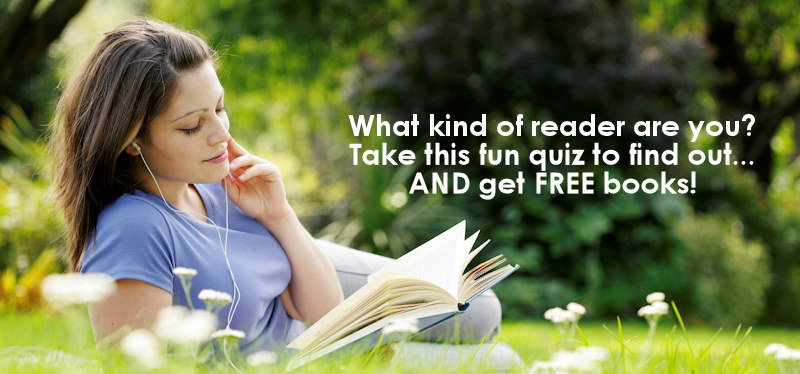 What kind of reader are you?
Take this fun quiz to find out...
AND get FREE books!